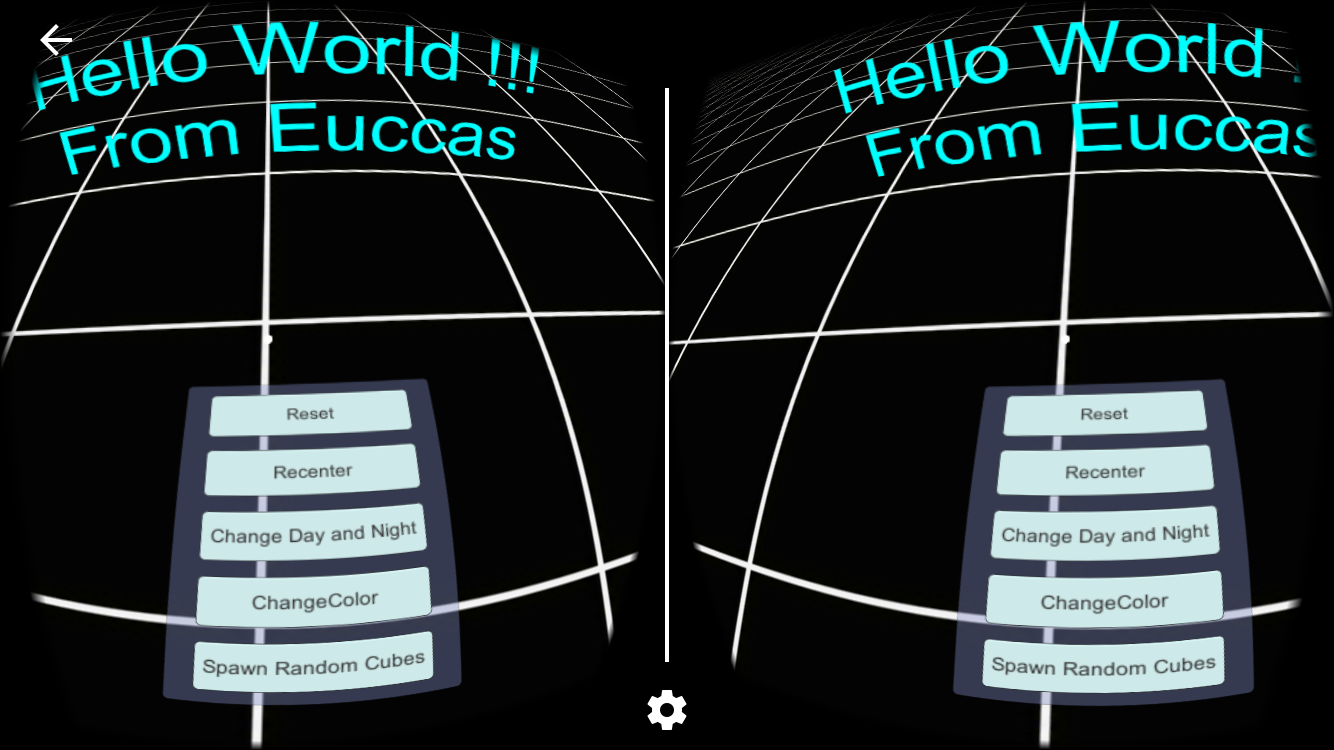 Hello World !!!
From Euccas
Reset
Recenter
Change Day and Night
ChangeColor
Spawn Random Cubes
Hello World
From Euccas
Reset
Recenter
Change Day and Night
ChangeColor
Spawn Random Cubes